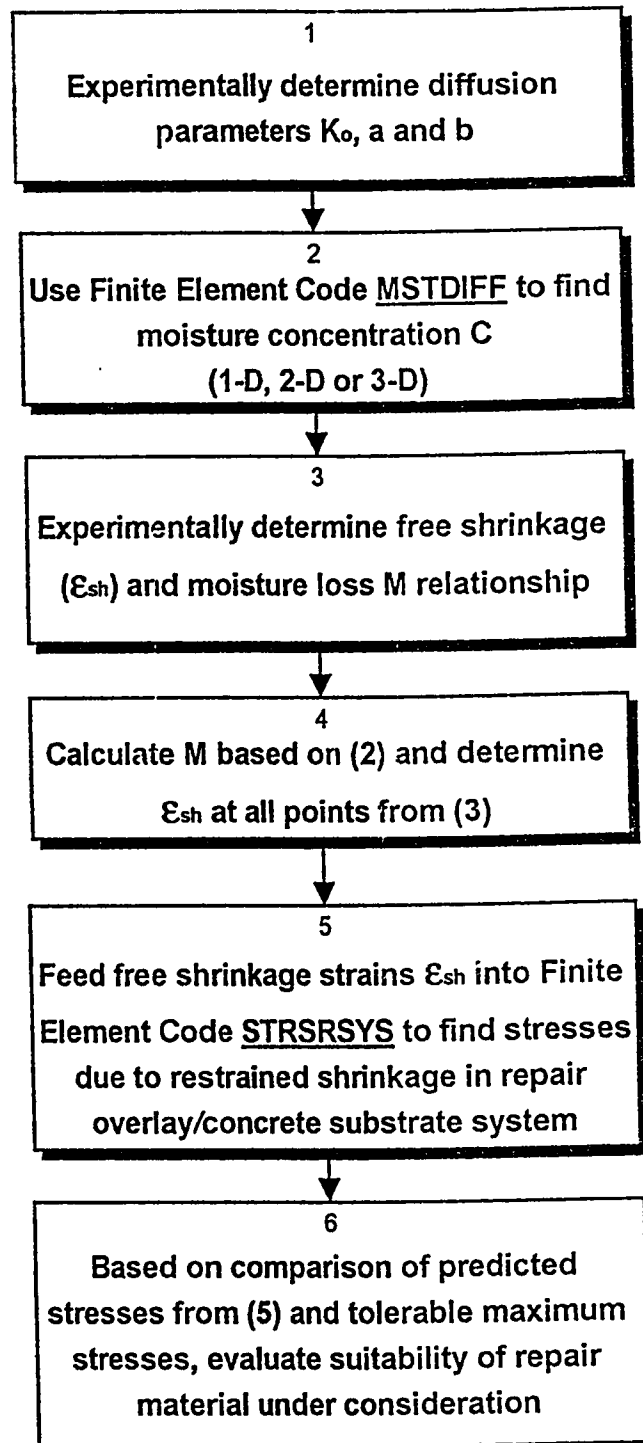 1
Experimentally determine diffusion
parameters Ko, a and b
2
Use Finite Element Code MSTDIFF to find
moisture concentration C
(1-D, 2-D or 3-D)
3
Experimentally determine free shrinkage
(εsh) and moisture loss M relationship
4
Calculate M based on (2) and determine
εsh at all points from (3)
5
Feed free shrinkage strains εsh into Finite
Element Code STRSRSYS to find stresses
due to restrained shrinkage in repair
overlay/concrete substrate system
6
Based on comparison of predicted
stresses from (5) and tolerable maximum
stresses, evaluate suitability of repair
material under consideration